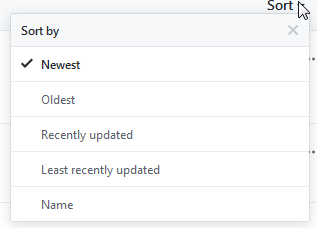 Sort
Sort by
Newest
Oldest
Recently updated
Least recently updated
Name